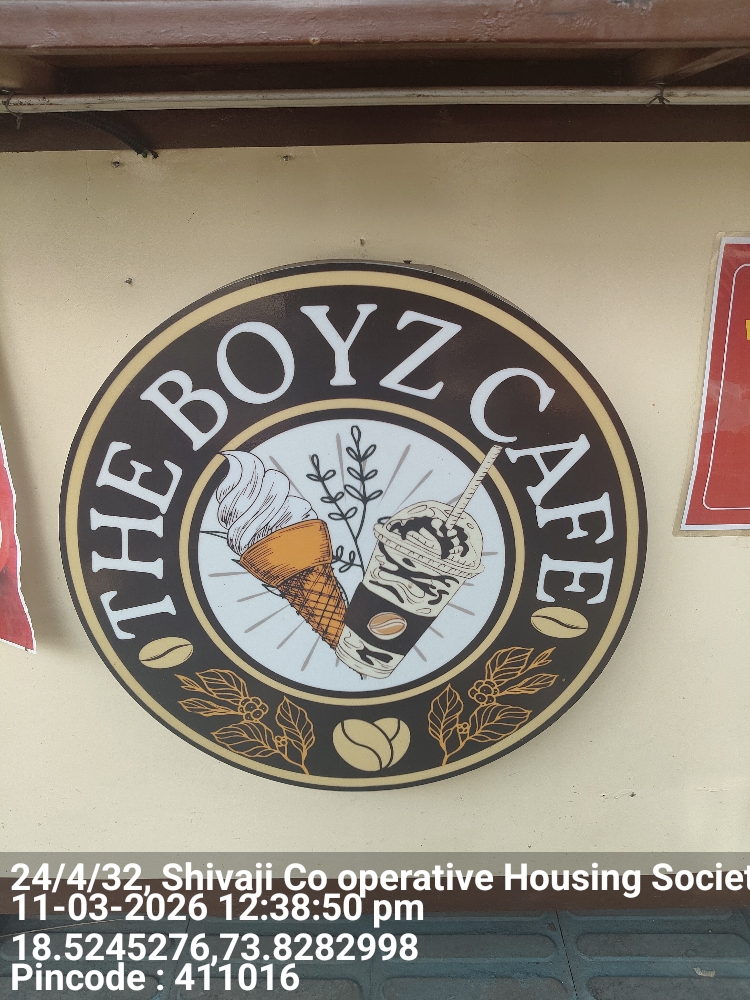 THE BOYZ CAFE
24/4/32, Shivaji Co operative Housing Societ
11-03-2026 12:38:50 pm
18.5245276,73.8282998
Pincode : 411016